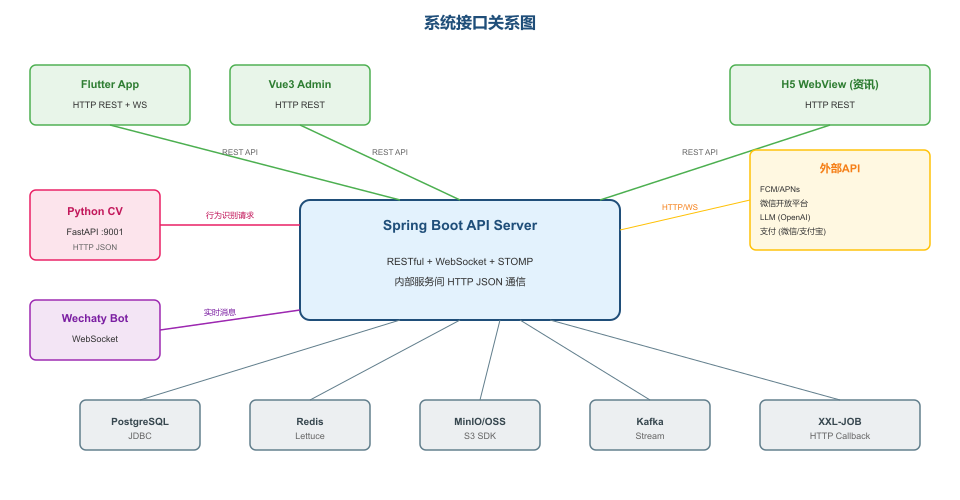 系统接口关系图
Flutter App
HTTP REST + WS
Vue3 Admin
HTTP REST
H5 WebView (资讯)
HTTP REST
REST API
REST API
REST API
外部API
FCM/APNs
微信开放平台
LLM (OpenAI)
支付 (微信/支付宝)
Python CV
FastAPI :9001
HTTP JSON
行为识别请求
HTTP/WS
Spring Boot API Server
RESTful + WebSocket + STOMP
内部服务间 HTTP JSON 通信
Wechaty Bot
WebSocket
实时消息
PostgreSQL
JDBC
Redis
Lettuce
MinIO/OSS
S3 SDK
Kafka
Stream
XXL-JOB
HTTP Callback